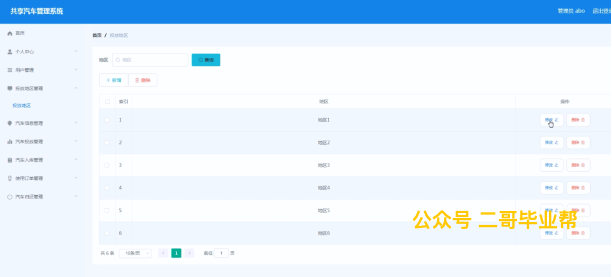 共享汽车管理系统
管理员 abo
首页
首页 / 投放地区
个人中心
地区 地区 查询
用户管理
+ 新增 删除
投放地区管理
索引 地区 操作
投放地区
1 地区1 修改 删除
汽车信息管理
2 地区2 修改 删除
汽车投放管理
3 地区3 修改 删除
汽车入库管理
4 地区4 修改 删除
使用订单管理
5 地区5 修改 删除
汽车归还管理
6 地区6 修改 删除
公众号 二哥毕业帮
共 6 条 10条/页 1 前往 1 页